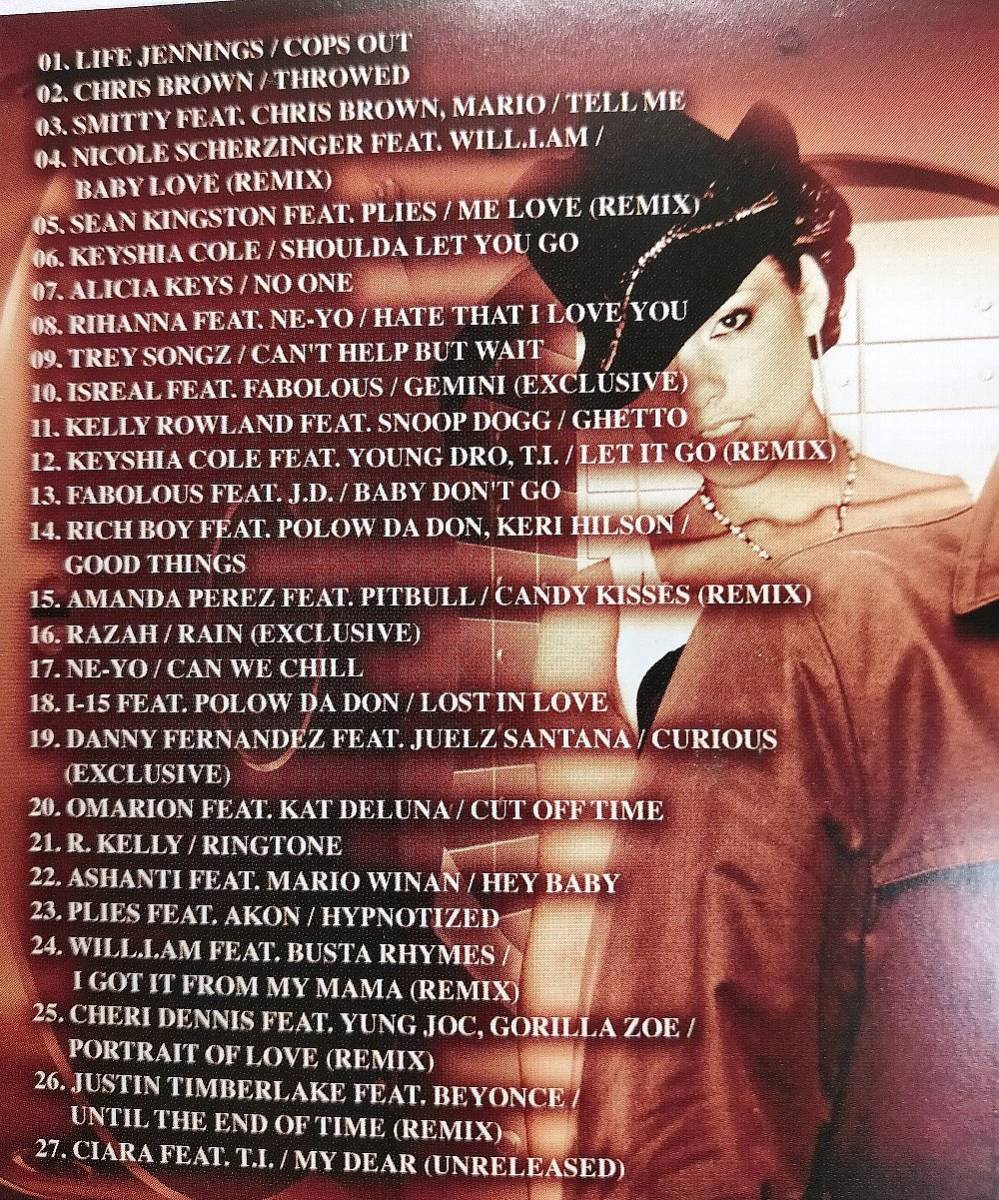 01. LIFE JENNINGS / COPS OUT
02. CHRIS BROWN / THROWED
03. SMITTY FEAT. CHRIS BROWN, MARIO / TELL ME
04. NICOLE SCHERZINGER FEAT. WILL.I.AM /
BABY LOVE (REMIX)
05. SEAN KINGSTON FEAT. PLIES / ME LOVE (REMIX)
06. KEYSHIA COLE / SHOULDA LET YOU GO
07. ALICIA KEYS / NO ONE
08. RIHANNA FEAT. NE-YO / HATE THAT I LOVE YOU
09. TREY SONGZ / CAN'T HELP BUT WAIT
10. ISREAL FEAT. FABOLOUS / GEMINI (EXCLUSIVE)
11. KELLY ROWLAND FEAT. SNOOP DOGG / GHETTO
12. KEYSHIA COLE FEAT. YOUNG DRO, T.I. / LET IT GO (REMIX)
13. FABOLOUS FEAT. J.D. / BABY DON'T GO
14. RICH BOY FEAT. POLOW DA DON, KERI HILSON /
GOOD THINGS
15. AMANDA PEREZ FEAT. PITBULL / CANDY KISSES (REMIX)
16. RAZAH / RAIN (EXCLUSIVE)
17. NE-YO / CAN WE CHILL
18. I-15 FEAT. POLOW DA DON / LOST IN LOVE
19. DANNY FERNANDEZ FEAT. JUELZ SANTANA / CURIOUS
(EXCLUSIVE)
20. OMARION FEAT. KAT DELUNA / CUT OFF TIME
21. R. KELLY / RINGTONE
22. ASHANTI FEAT. MARIO WINAN / HEY BABY
23. PLIES FEAT. AKON / HYPNOTIZED
24. WILL.I.AM FEAT. BUSTA RHYMES /
I GOT IT FROM MY MAMA (REMIX)
25. CHERI DENNIS FEAT. YUNG JOC, GORILLA ZOE /
PORTRAIT OF LOVE (REMIX)
26. JUSTIN TIMBERLAKE FEAT. BEYONCE /
UNTIL THE END OF TIME (REMIX)
27. CIARA FEAT. T.I. / MY DEAR (UNRELEASED)